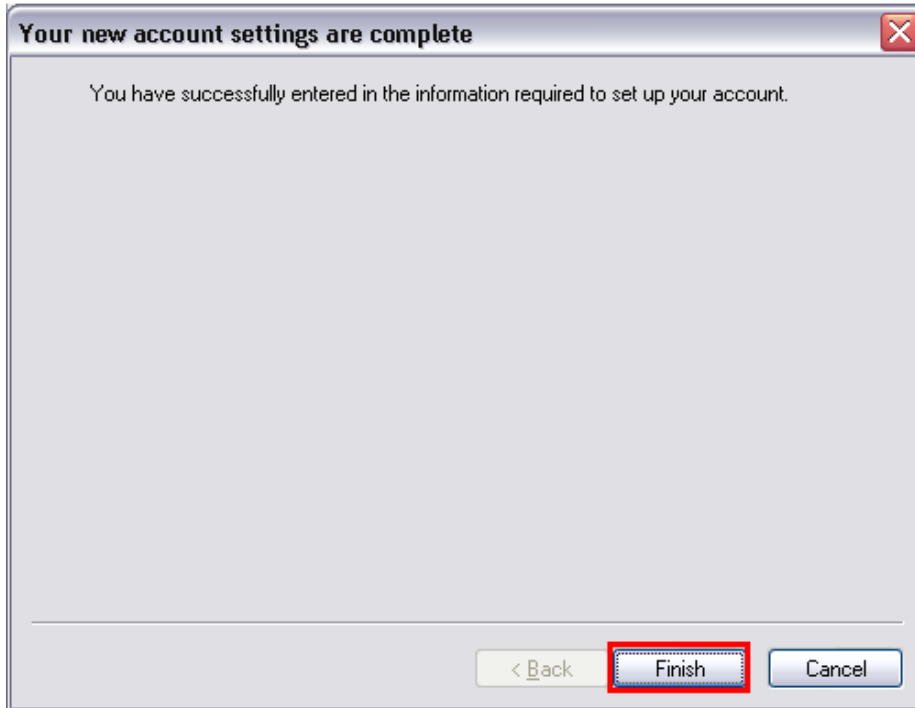 Your new account settings are complete
You have successfully entered in the information required to set up your account.
< Back
Finish
Cancel